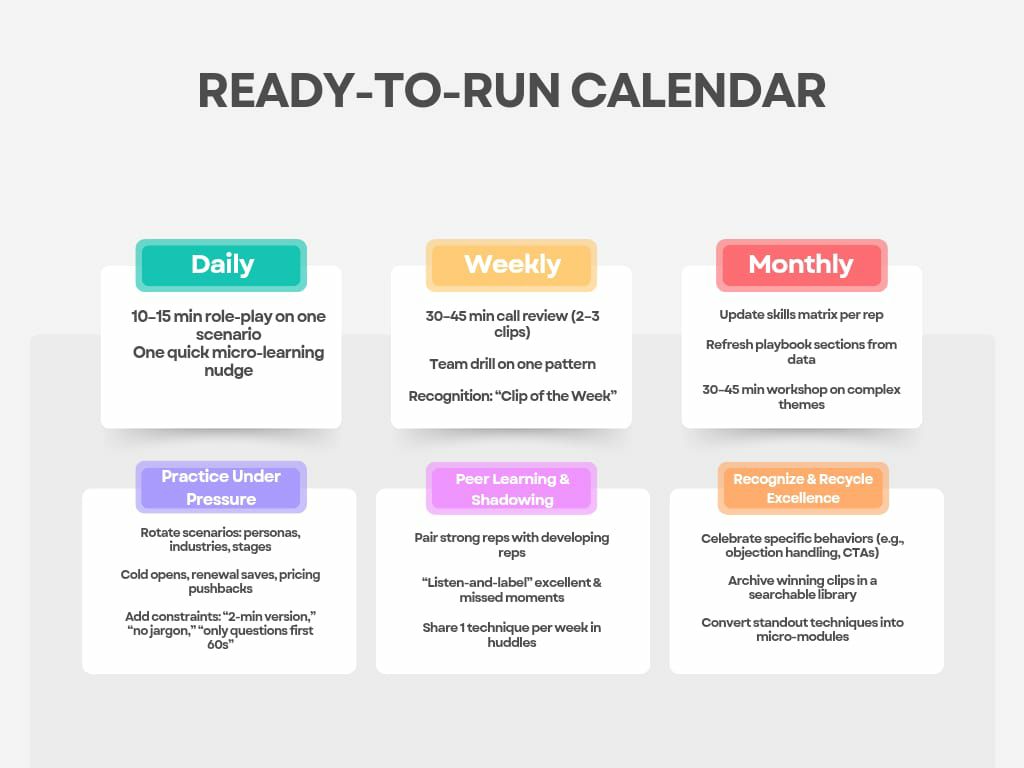 READY-TO-RUN CALENDAR
Daily
10–15 min role-play on one
scenario
One quick micro-learning
nudge
Weekly
30–45 min call review (2–3
clips)
Team drill on one pattern
Recognition: “Clip of the Week”
Monthly
Update skills matrix per rep
Refresh playbook sections from
data
30–45 min workshop on complex
themes
Practice Under
Pressure
Rotate scenarios: personas,
industries, stages
Cold opens, renewal saves, pricing
pushbacks
Add constraints: “2-min version,”
“no jargon,” “only questions first
60s”
Peer Learning &
Shadowing
Pair strong reps with developing
reps
“Listen-and-label” excellent &
missed moments
Share 1 technique per week in
huddles
Recognize & Recycle
Excellence
Celebrate specific behaviors (e.g.,
objection handling, CTAs)
Archive winning clips in a
searchable library
Convert standout techniques into
micro-modules